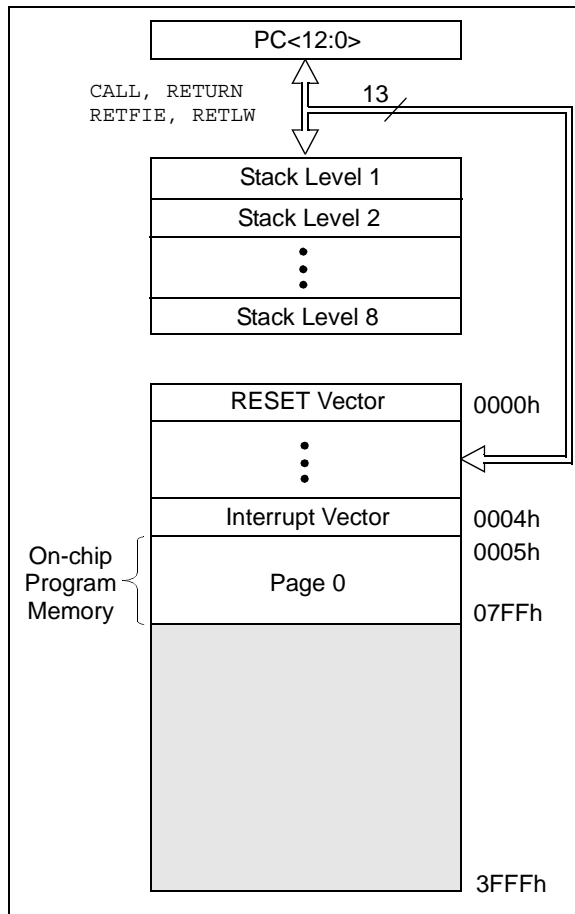 PC<12:0>
CALL, RETURN
RETFIE, RETLW
13
Stack Level 1
Stack Level 2
Stack Level 8
RESET Vector
0000h
Interrupt Vector
0004h
0005h
On-chip
Program
Memory
Page 0
07FFh
3FFFh